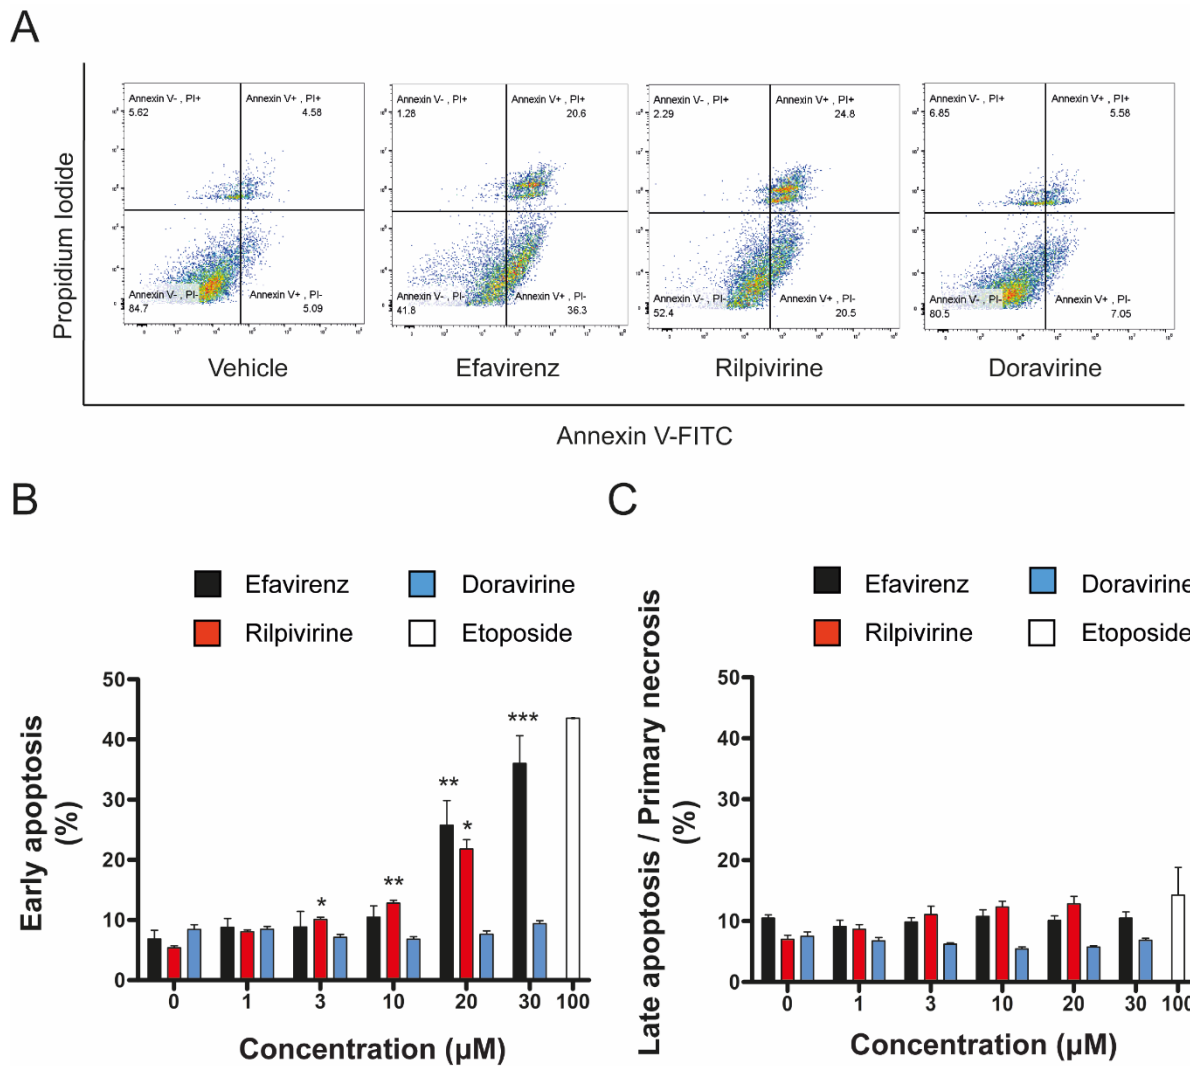 A
Annexin V- , PI+
5.62
Annexin V+ , PI+
4.58
Annexin V- , PI-
84.7
Annexin V+ , PI-
5.09
Annexin V- , PI+
1.28
Annexin V+ , PI+
20.6
Annexin V- , PI-
41.8
Annexin V+ , PI-
36.3
Annexin V- , PI+
2.29
Annexin V+ , PI+
24.8
Annexin V- , PI-
52.4
Annexin V+ , PI-
20.5
Annexin V- , PI+
6.85
Annexin V+ , PI+
5.58
Annexin V- , PI-
80.5
Annexin V+ , PI-
7.05
Propidium Iodide
Vehicle
Efavirenz
Rilpivirine
Doravirine
Annexin V-FITC
B
Efavirenz
Doravirine
Rilpivirine
Etoposide
Early apoptosis
(%)
50
40
30
20
10
0
*
**
**
*
***
0 1 3 10 20 30 100
Concentration (µM)
C
Efavirenz
Doravirine
Rilpivirine
Etoposide
Late apoptosis / Primary necrosis
(%)
50
40
30
20
10
0
0 1 3 10 20 30 100
Concentration (µM)